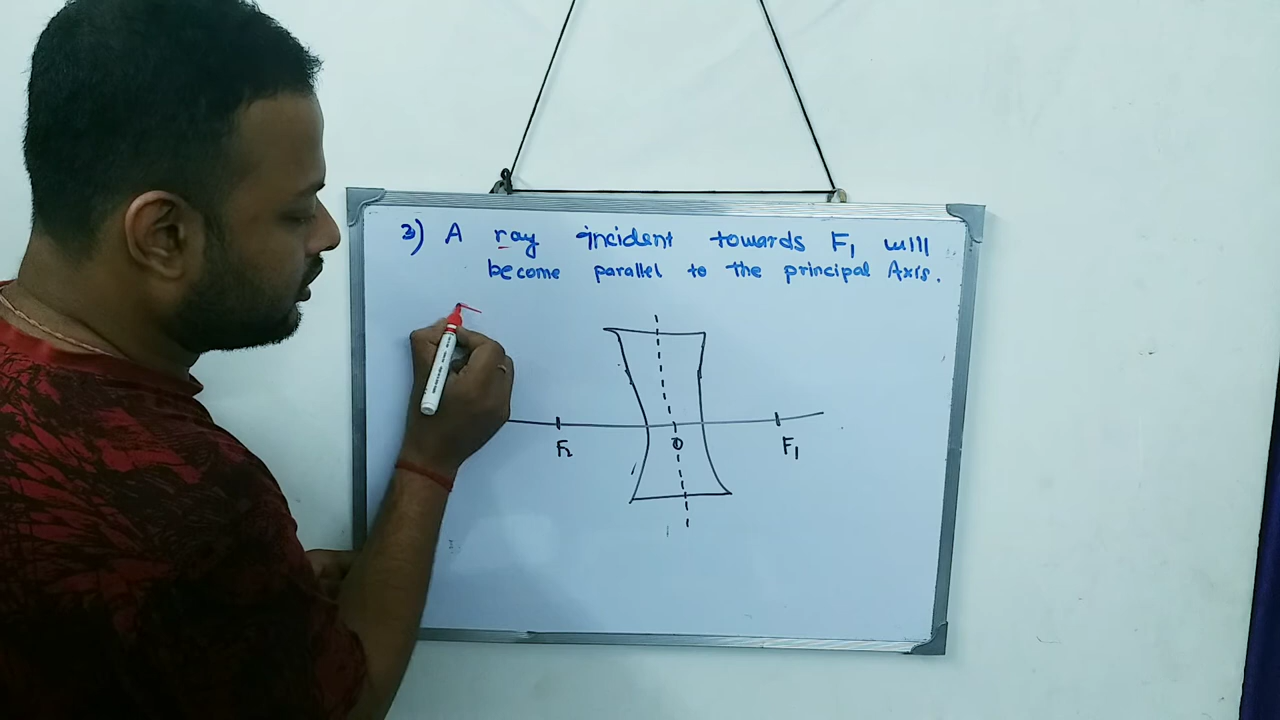 3) A ray incident towards F₁ will
become parallel to the principal Axis.
F₂
O
F₁